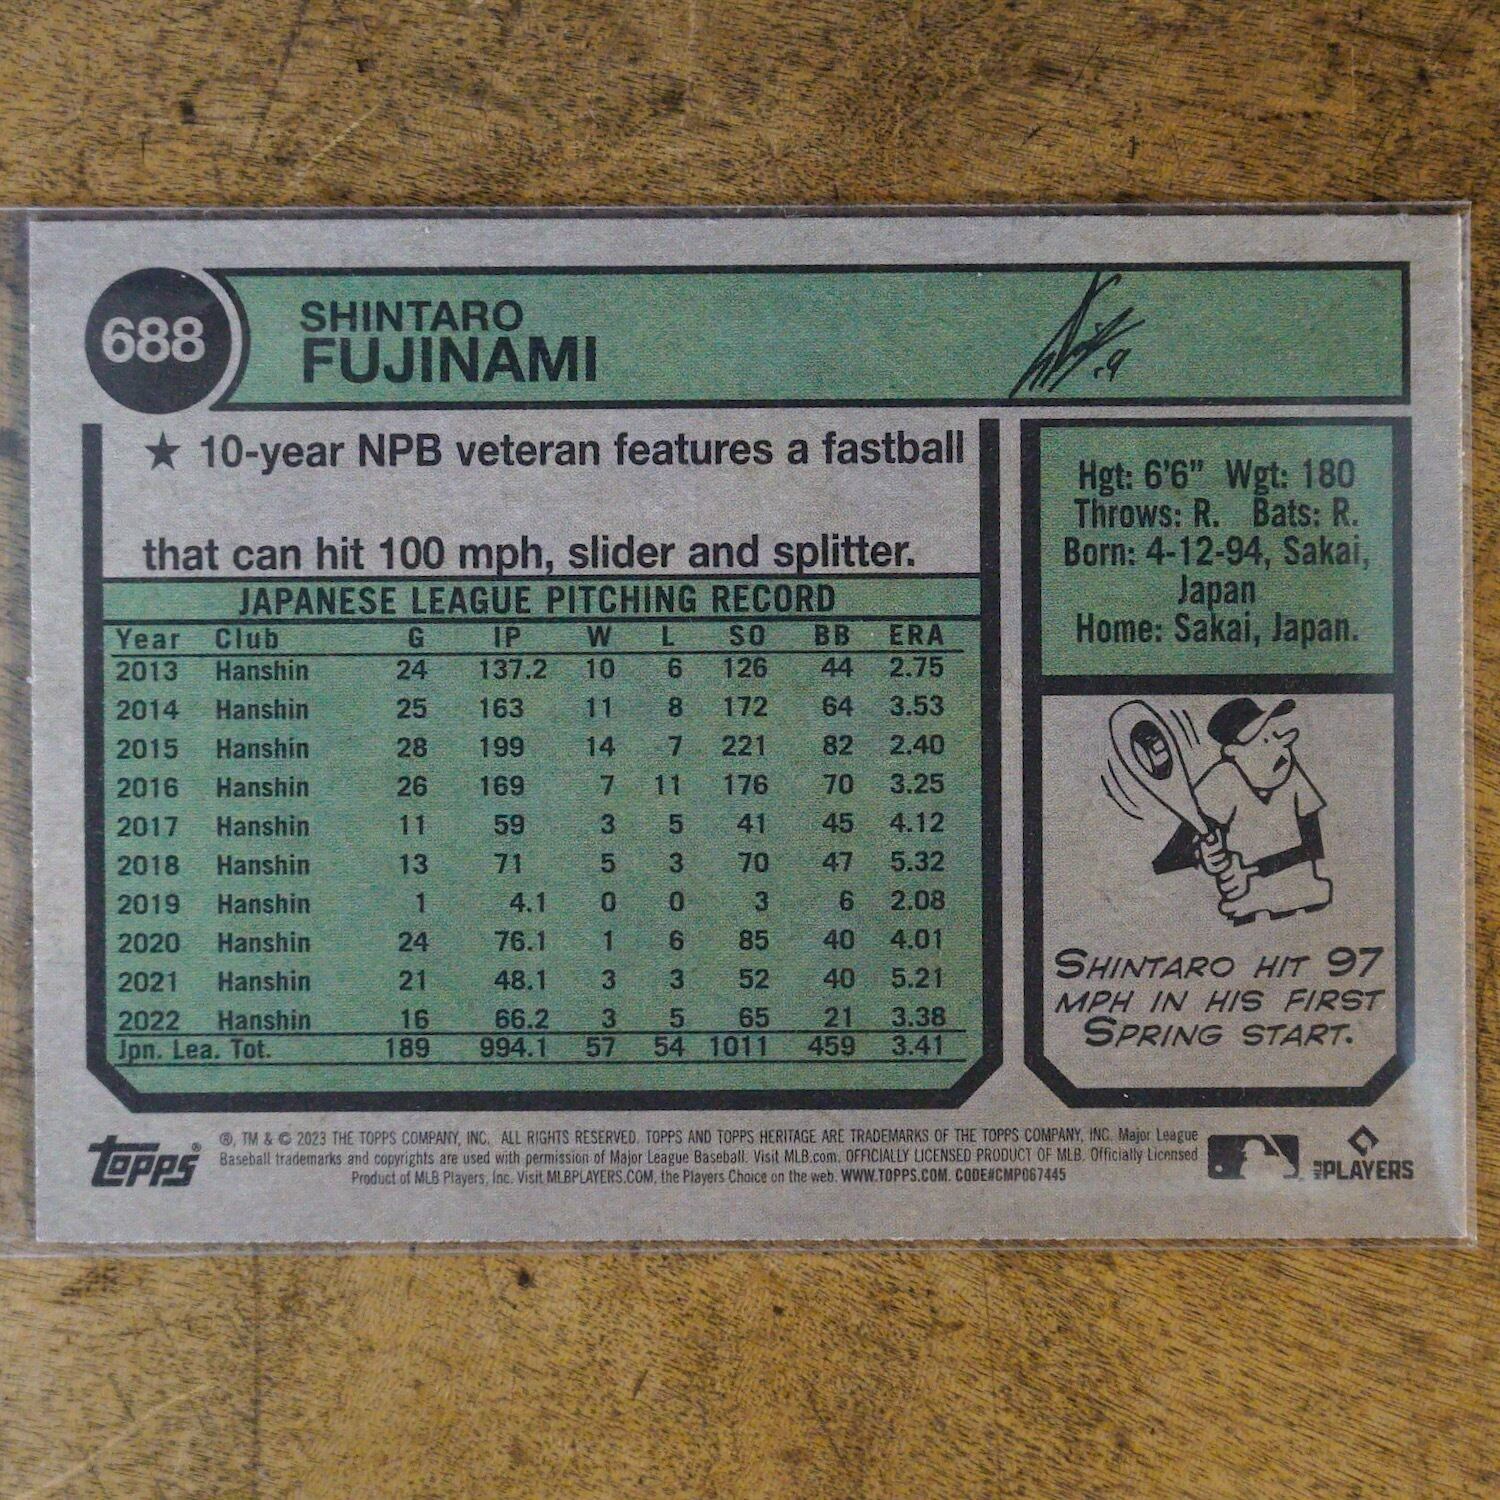 688
SHINTARO
FUJINAMI
★ 10-year NPB veteran features a fastball
that can hit 100 mph, slider and splitter.
JAPANESE LEAGUE PITCHING RECORD
Year Club G IP W L SO BB ERA
2013 Hanshin 24 137.2 10 6 126 44 2.75
2014 Hanshin 25 163 11 8 172 64 3.53
2015 Hanshin 28 199 14 7 221 82 2.40
2016 Hanshin 26 169 7 11 176 70 3.25
2017 Hanshin 11 59 3 5 41 45 4.12
2018 Hanshin 13 71 5 3 70 47 5.32
2019 Hanshin 1 4.1 0 0 3 6 2.08
2020 Hanshin 24 76.1 1 6 85 40 4.01
2021 Hanshin 21 48.1 3 3 52 40 5.21
2022 Hanshin 16 66.2 3 5 65 21 3.38
Jpn. Lea. Tot. 189 994.1 57 54 1011 459 3.41
Hgt: 6'6” Wgt: 180
Throws: R. Bats: R.
Born: 4-12-94, Sakai,
Japan
Home: Sakai, Japan.
SHINTARO HIT 97
MPH IN HIS FIRST
SPRING START.
topps®
®, TM & © 2023 THE TOPPS COMPANY, INC. ALL RIGHTS RESERVED. TOPPS AND TOPPS HERITAGE ARE TRADEMARKS OF THE TOPPS COMPANY, INC. Major League
Baseball trademarks and copyrights are used with permission of Major League Baseball. Visit MLB.com. OFFICIALLY LICENSED PRODUCT OF MLB. Officially Licensed
Product of MLB Players, Inc. Visit MLBPLAYERS.COM, the Players Choice on the web. WWW.TOPPS.COM. CODE#CMP067445
MLB PLAYERS